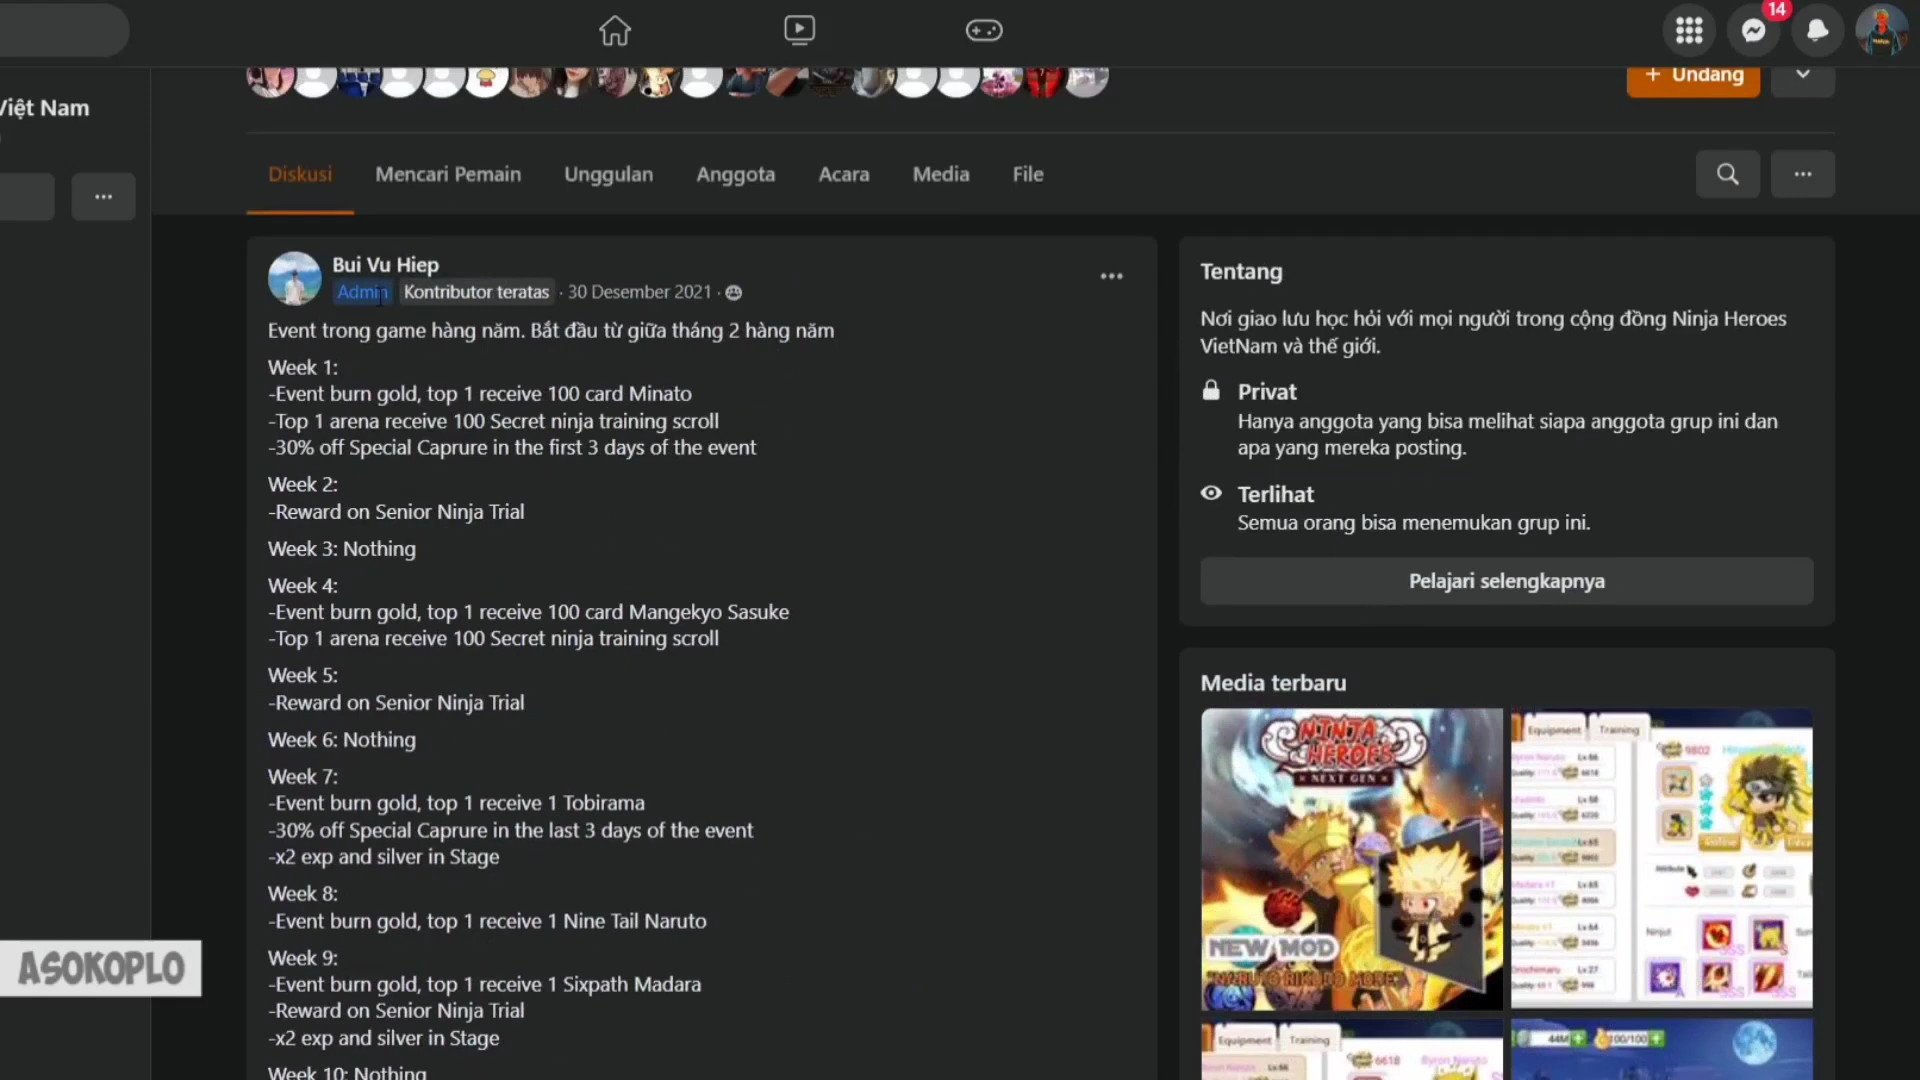 14
Việt Nam
+ Undang
Diskusi
Mencari Pemain
Unggulan
Anggota
Acara
Media
File
Bui Vu Hiep
Admin
Kontributor teratas · 30 Desember 2021 ·
Event trong game hàng năm. Bắt đầu từ giữa tháng 2 hàng năm
Week 1:
-Event burn gold, top 1 receive 100 card Minato
-Top 1 arena receive 100 Secret ninja training scroll
-30% off Special Caprure in the first 3 days of the event
Week 2:
-Reward on Senior Ninja Trial
Week 3: Nothing
Week 4:
-Event burn gold, top 1 receive 100 card Mangekyo Sasuke
-Top 1 arena receive 100 Secret ninja training scroll
Week 5:
-Reward on Senior Ninja Trial
Week 6: Nothing
Week 7:
-Event burn gold, top 1 receive 1 Tobirama
-30% off Special Caprure in the last 3 days of the event
-x2 exp and silver in Stage
Week 8:
-Event burn gold, top 1 receive 1 Nine Tail Naruto
Week 9:
-Event burn gold, top 1 receive 1 Sixpath Madara
-Reward on Senior Ninja Trial
-x2 exp and silver in Stage
Week 10: Nothing
ASOKOPLO
Tentang
Nơi giao lưu học hỏi với mọi người trong cộng đồng Ninja Heroes
VietNam và thế giới.
Privat
Hanya anggota yang bisa melihat siapa anggota grup ini dan
apa yang mereka posting.
Terlihat
Semua orang bisa menemukan grup ini.
Pelajari selengkapnya
Media terbaru
NINJA
HEROES
NEXT GEN
NEW MOD
"NARUTO RIKUDO MODE"
Equipment
Training
9802
Equipment
Training
6618
44M
100/100